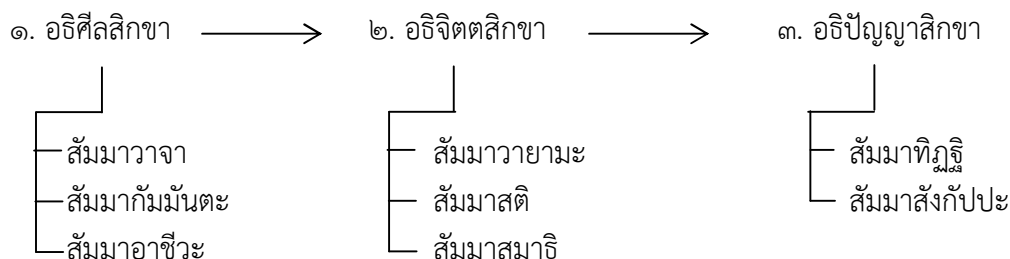 ๑. อธิศีลสิกขา ๒. อธิจิตตสิกขา ๓. อธิปัญญาสิกขา
สัมมาวาจา สัมมาวายามะ สัมมาทิฏฐิ
สัมมากัมมันตะ สัมมาสติ สัมมาสังกัปปะ
สัมมาอาชีวะ สัมมาสมาธิ